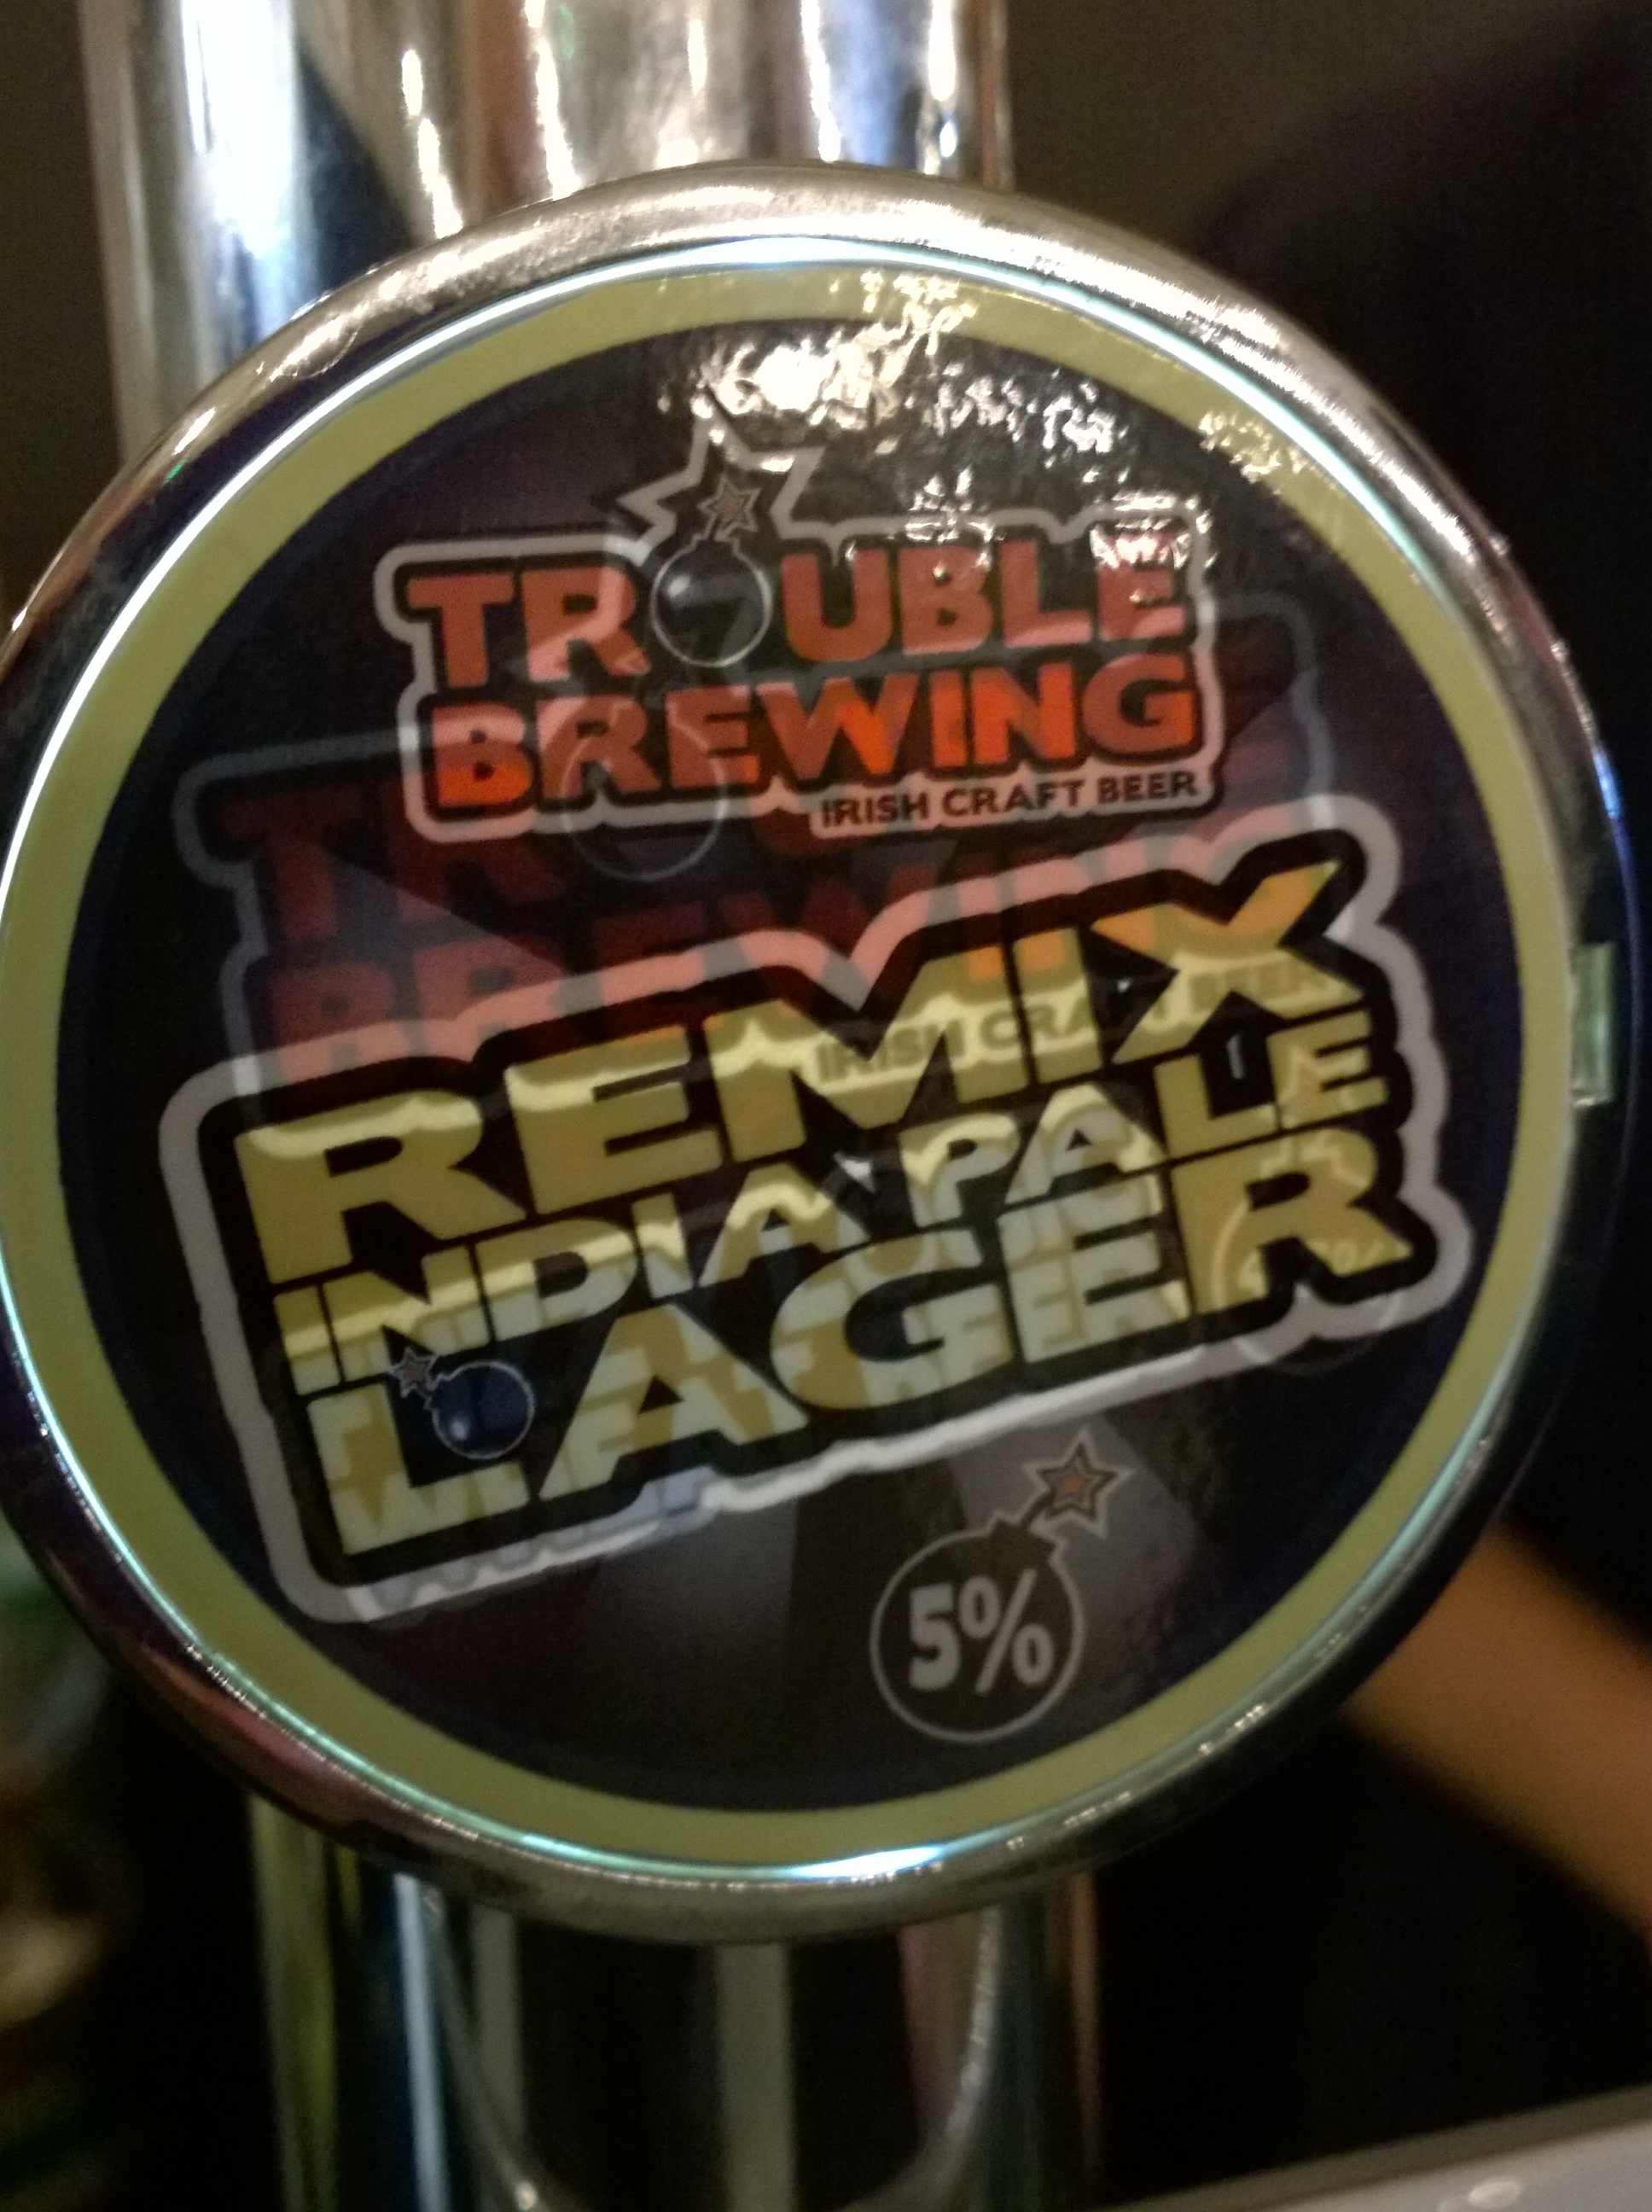 TROUBLE
BREWING
IRISH CRAFT BEER
REMIX
INDIA PALE
LAGER
5%